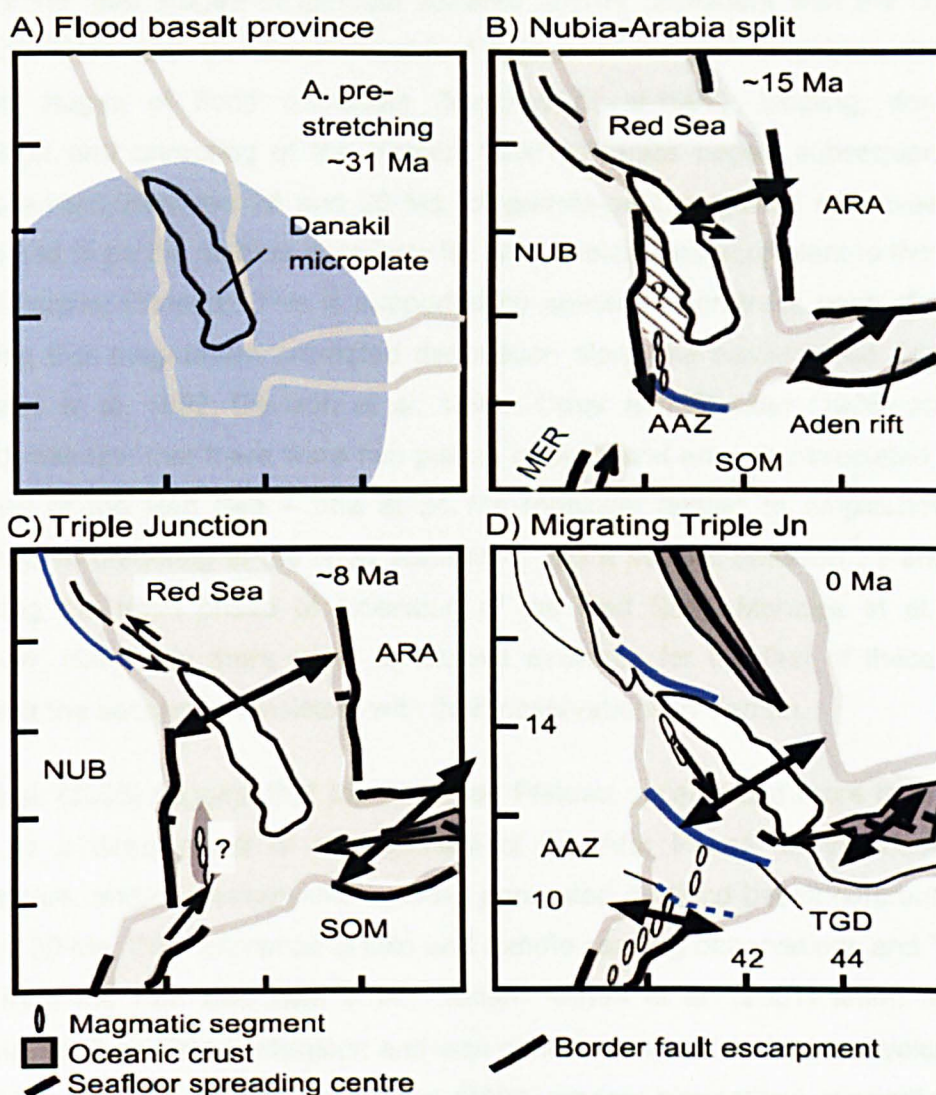 A) Flood basalt province
A. pre-
stretching
~31 Ma
Danakil
microplate
B) Nubia-Arabia split
~15 Ma
Red Sea
ARA
NUB
?
AAZ
Aden rift
MER
SOM
C) Triple Junction
~8 Ma
Red Sea
ARA
NUB
?
SOM
D) Migrating Triple Jn
0 Ma
14
AAZ
10
TGD
42
44
Magmatic segment
Oceanic crust
Seafloor spreading centre
Border fault escarpment